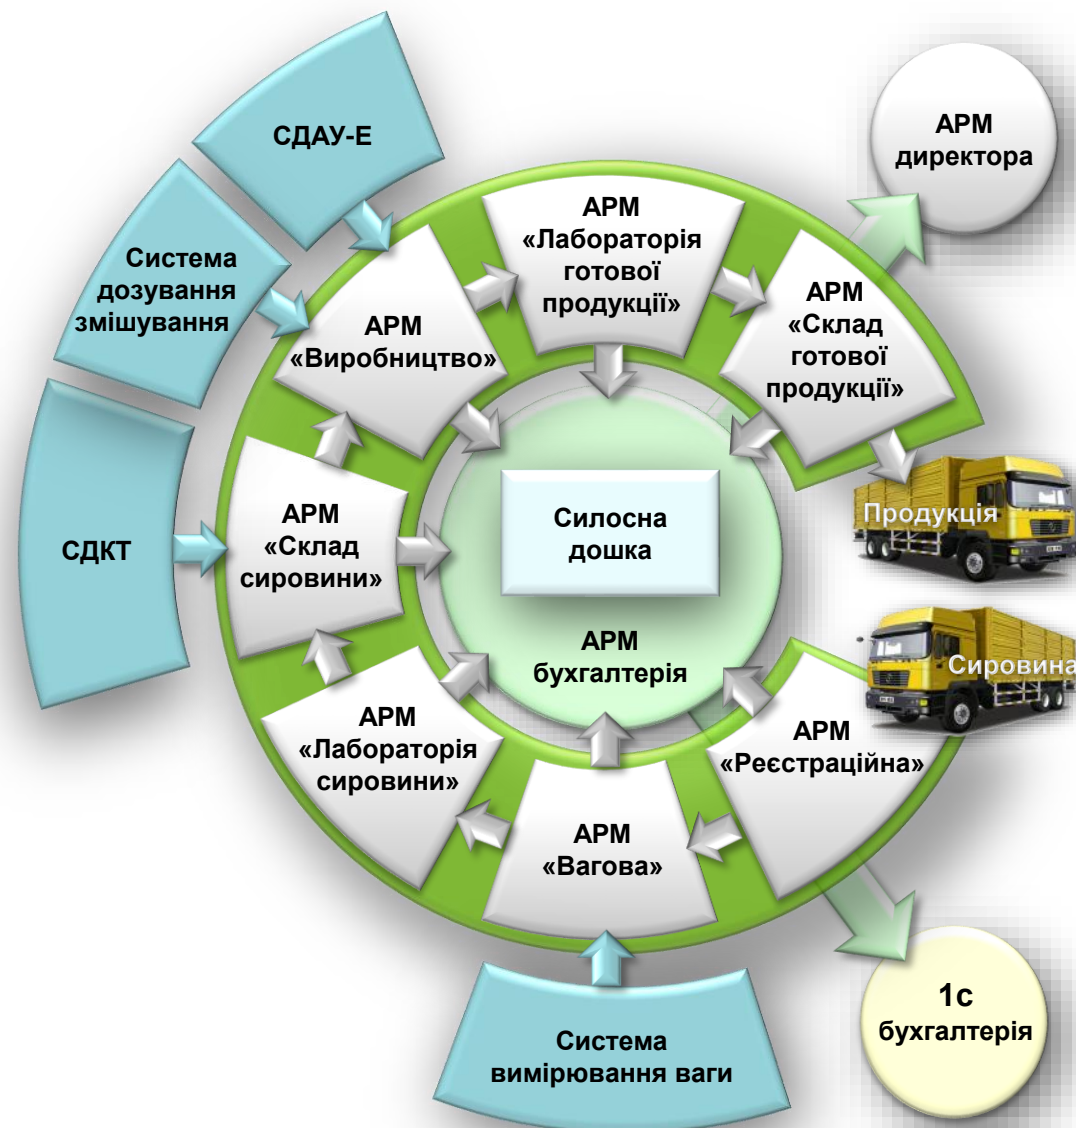 АРМ
директора
СДАУ-Е
АРМ
«Лабораторія
готової
продукції»
Система
дозування
змішування
АРМ
«Виробництво»
АРМ
«Склад
готової
продукції»
АРМ
«Склад
сировини»
СДКТ
Силосна
дошка
Продукція
АРМ
бухгалтерія
Сировина
АРМ
«Лабораторія
сировини»
АРМ
«Реєстраційна»
АРМ
«Вагова»
1с
бухгалтерія
Система
вимірювання ваги